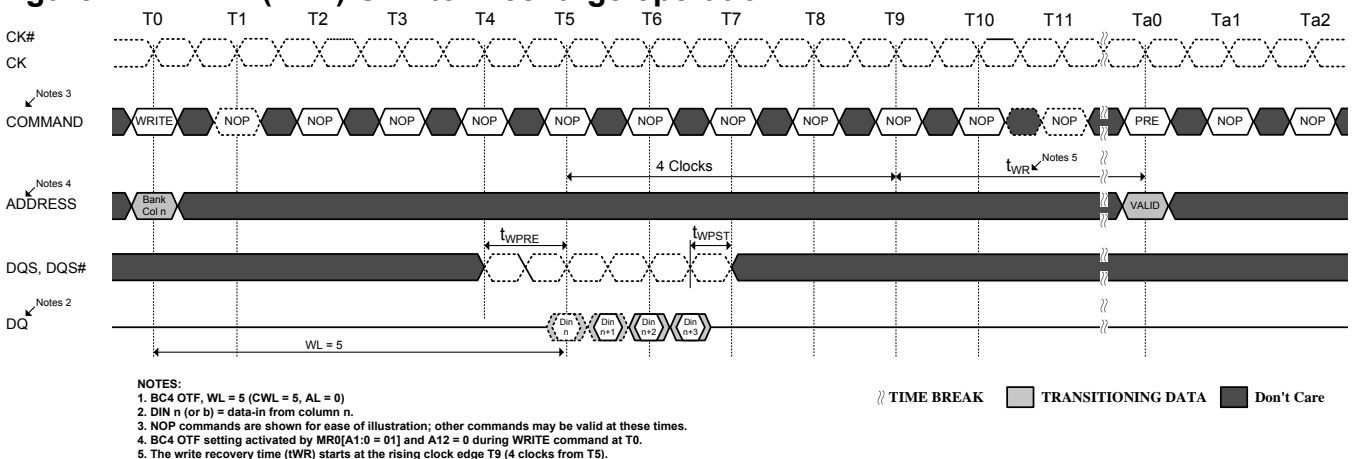 T0 T1 T2 T3 T4 T5 T6 T7 T8 T9 T10 T11 Ta0 Ta1 Ta2
CK#
CK
Notes 3
COMMAND WRITE NOP NOP NOP NOP NOP NOP NOP NOP NOP NOP NOP PRE NOP NOP
4 Clocks tWR Notes 5
Notes 4
ADDRESS Bank Col n VALID
tWPRE tWPST
DQS, DQS#
Notes 2
DQ Din n Din n+1 Din n+2 Din n+3
WL = 5
NOTES:
1. BC4 OTF, WL = 5 (CWL = 5, AL = 0)
2. DIN n (or b) = data-in from column n.
3. NOP commands are shown for ease of illustration; other commands may be valid at these times.
4. BC4 OTF setting activated by MR0[A1:0 = 01] and A12 = 0 during WRITE command at T0.
5. The write recovery time (tWR) starts at the rising clock edge T9 (4 clocks from T5).
TIME BREAK TRANSITIONING DATA Don't Care